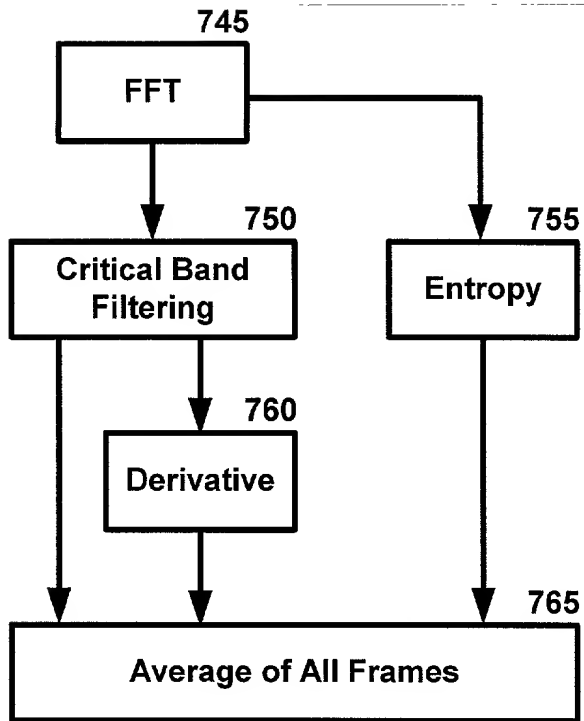 745
FFT
750
755
Critical Band
Filtering
Entropy
760
Derivative
765
Average of All Frames